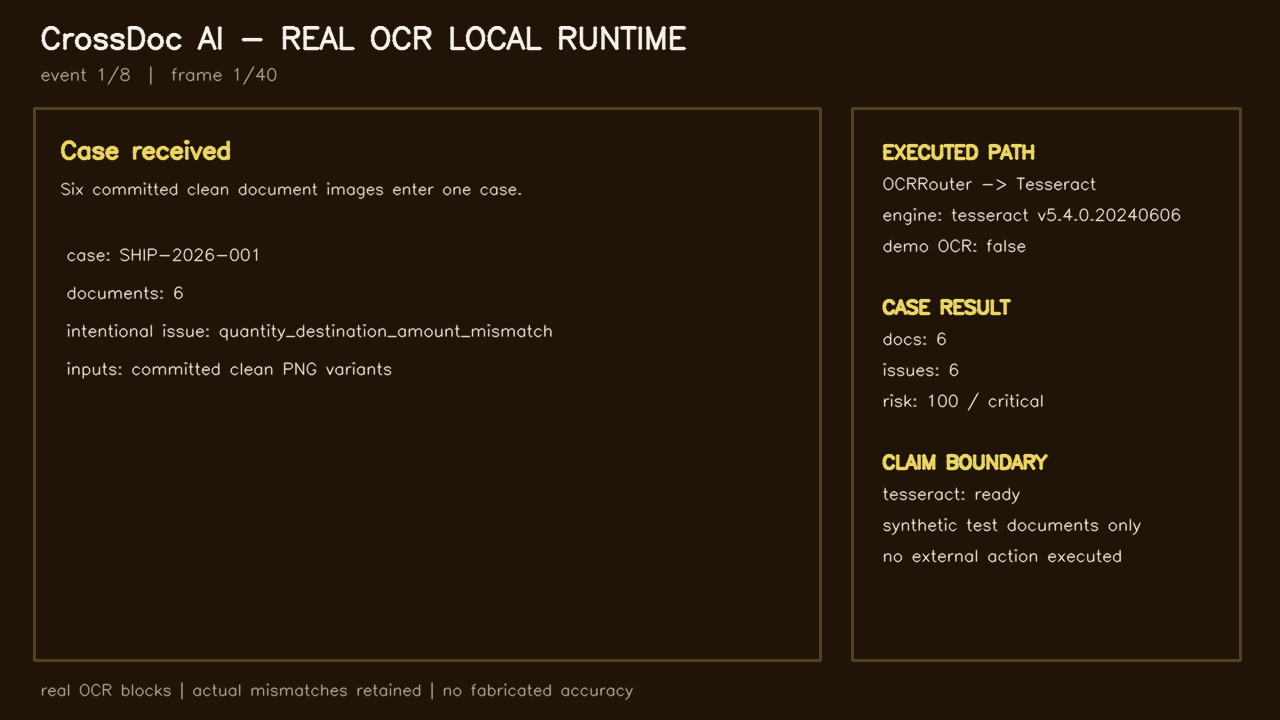 CrossDoc AI – REAL OCR LOCAL RUNTIME
event 1/8 | frame 1/40
Case received
Six committed clean document images enter one case.
case: SHIP-2026-001
documents: 6
intentional issue: quantity_destination_amount_mismatch
inputs: committed clean PNG variants
EXECUTED PATH
OCRRouter -> Tesseract
engine: tesseract v5.4.0.20240606
demo OCR: false
CASE RESULT
docs: 6
issues: 6
risk: 100 / critical
CLAIM BOUNDARY
tesseract: ready
synthetic test documents only
no external action executed
real OCR blocks | actual mismatches retained | no fabricated accuracy